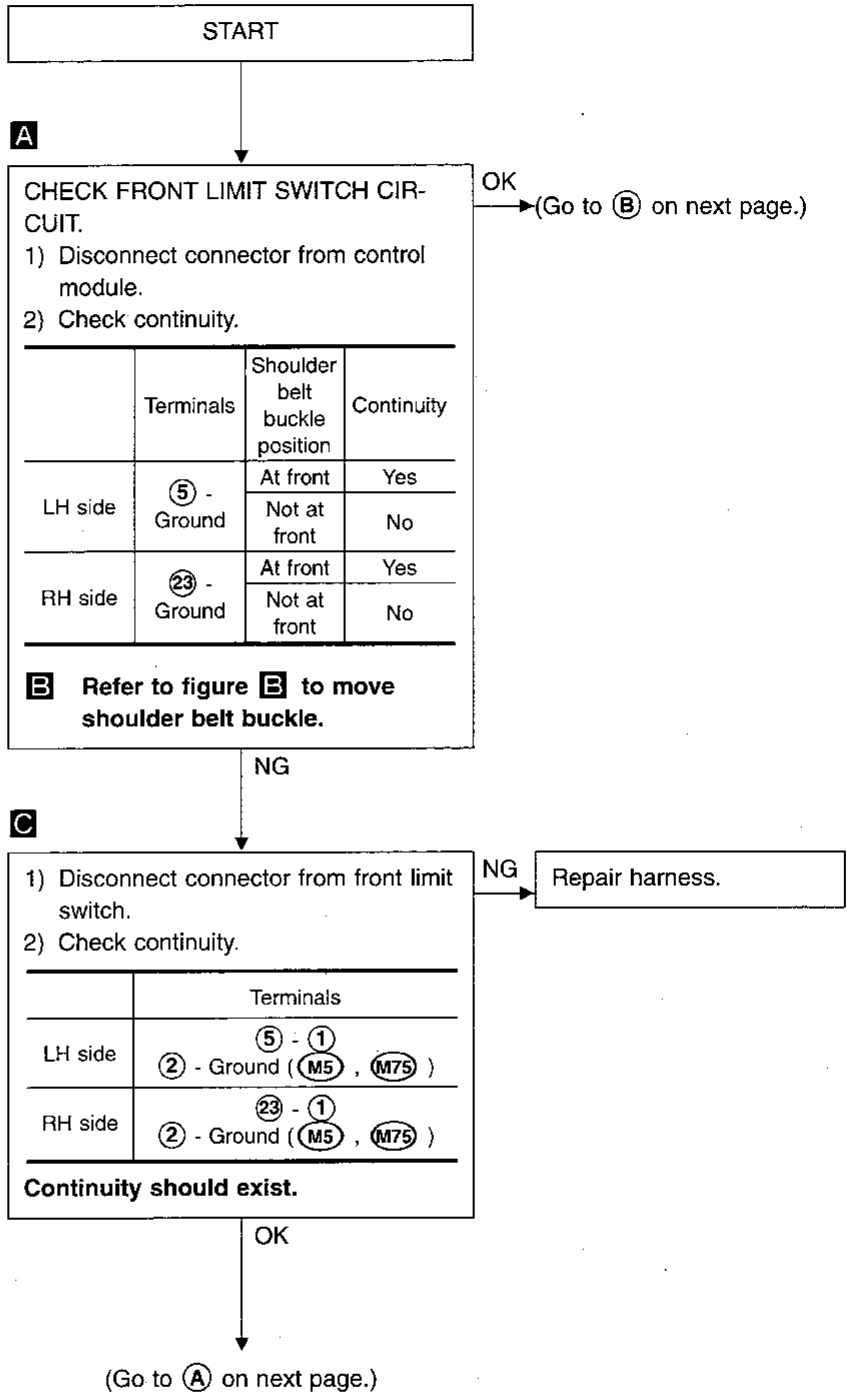 START
A
CHECK FRONT LIMIT SWITCH CIR-
CUIT.
1) Disconnect connector from control
module.
2) Check continuity.
Terminals
Shoulder
belt
buckle
position
Continuity
LH side
⑤ -
Ground
At front
Yes
Not at
front
No
RH side
㉓ -
Ground
At front
Yes
Not at
front
No
B Refer to figure B to move
shoulder belt buckle.
OK
(Go to Ⓑ on next page.)
NG
C
1) Disconnect connector from front limit
switch.
2) Check continuity.
Terminals
LH side
⑤ - ①
② - Ground (M5 , M75 )
RH side
㉓ - ①
② - Ground (M5 , M75 )
Continuity should exist.
NG
Repair harness.
OK
(Go to Ⓐ on next page.)